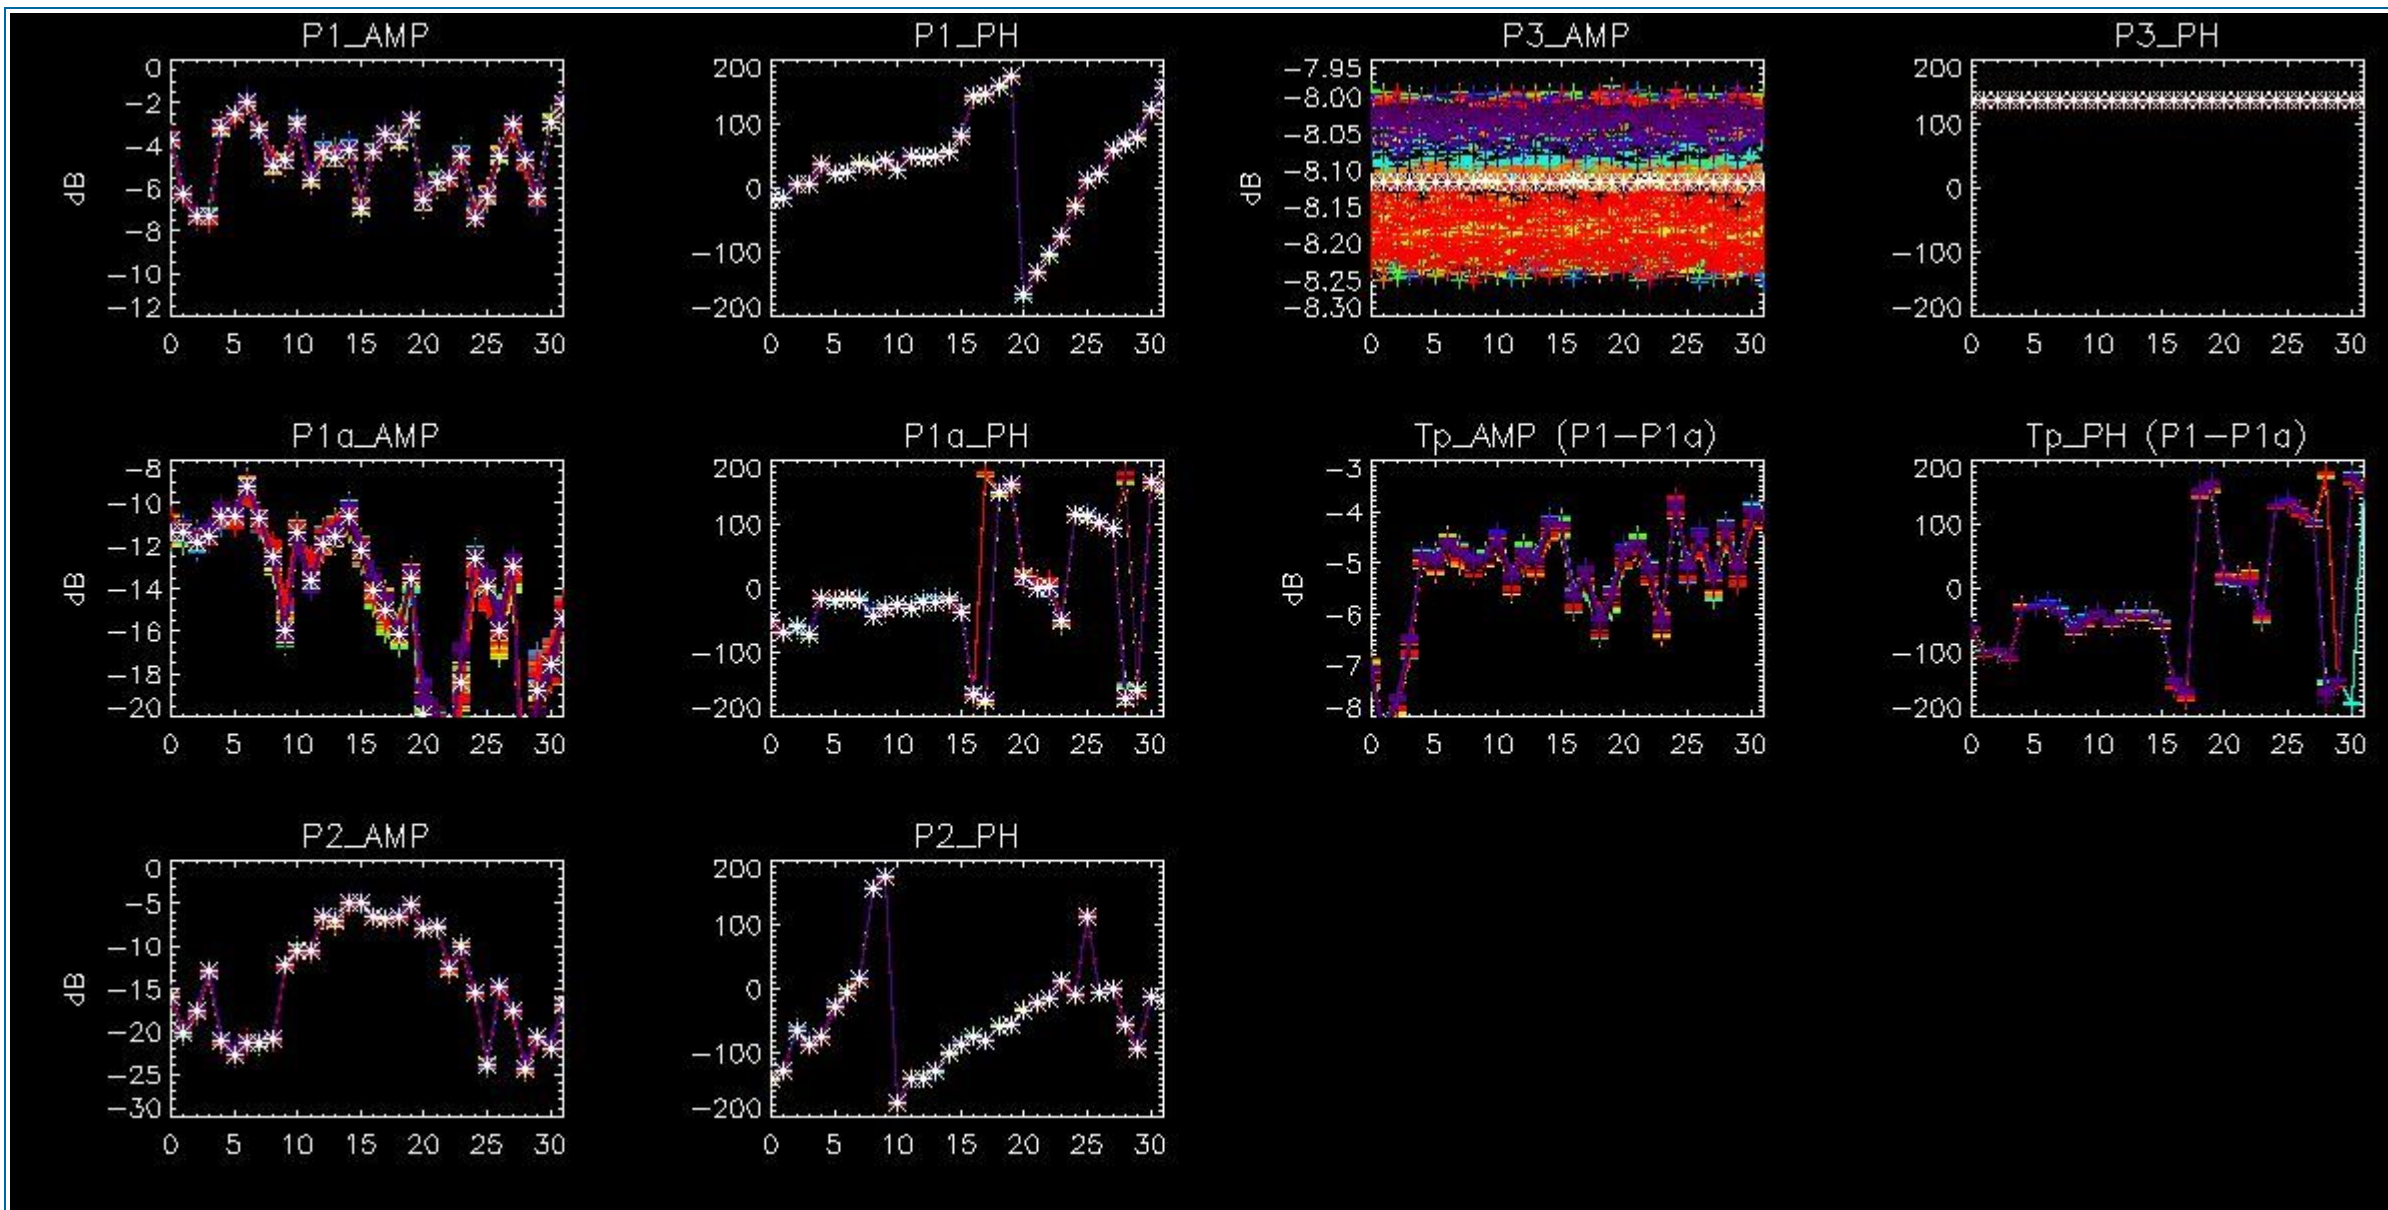 P1_AMP P1_PH P3_AMP P3_PH
0 200 -7.95 200
-2 100 -8.00 100
-4 0 -8.05 0
-6 -100 -8.10 -100
-8 -200 -8.15 -200
-10 -8.20
-12 -8.25
-8.30
dB dB
0 5 10 15 20 25 30 0 5 10 15 20 25 30 0 5 10 15 20 25 30 0 5 10 15 20 25 30
P1a_AMP P1a_PH Tp_AMP (P1-P1a) Tp_PH (P1-P1a)
-8 200 -3 200
-10 100 -4 100
-12 0 -5 0
-14 -100 -6 -100
-16 -200 -7 -200
-18 -8
-20
dB dB
0 5 10 15 20 25 30 0 5 10 15 20 25 30 0 5 10 15 20 25 30 0 5 10 15 20 25 30
P2_AMP P2_PH
0 200
-5 100
-10 0
-15 -100
-20 -200
-25
-30
dB
0 5 10 15 20 25 30 0 5 10 15 20 25 30